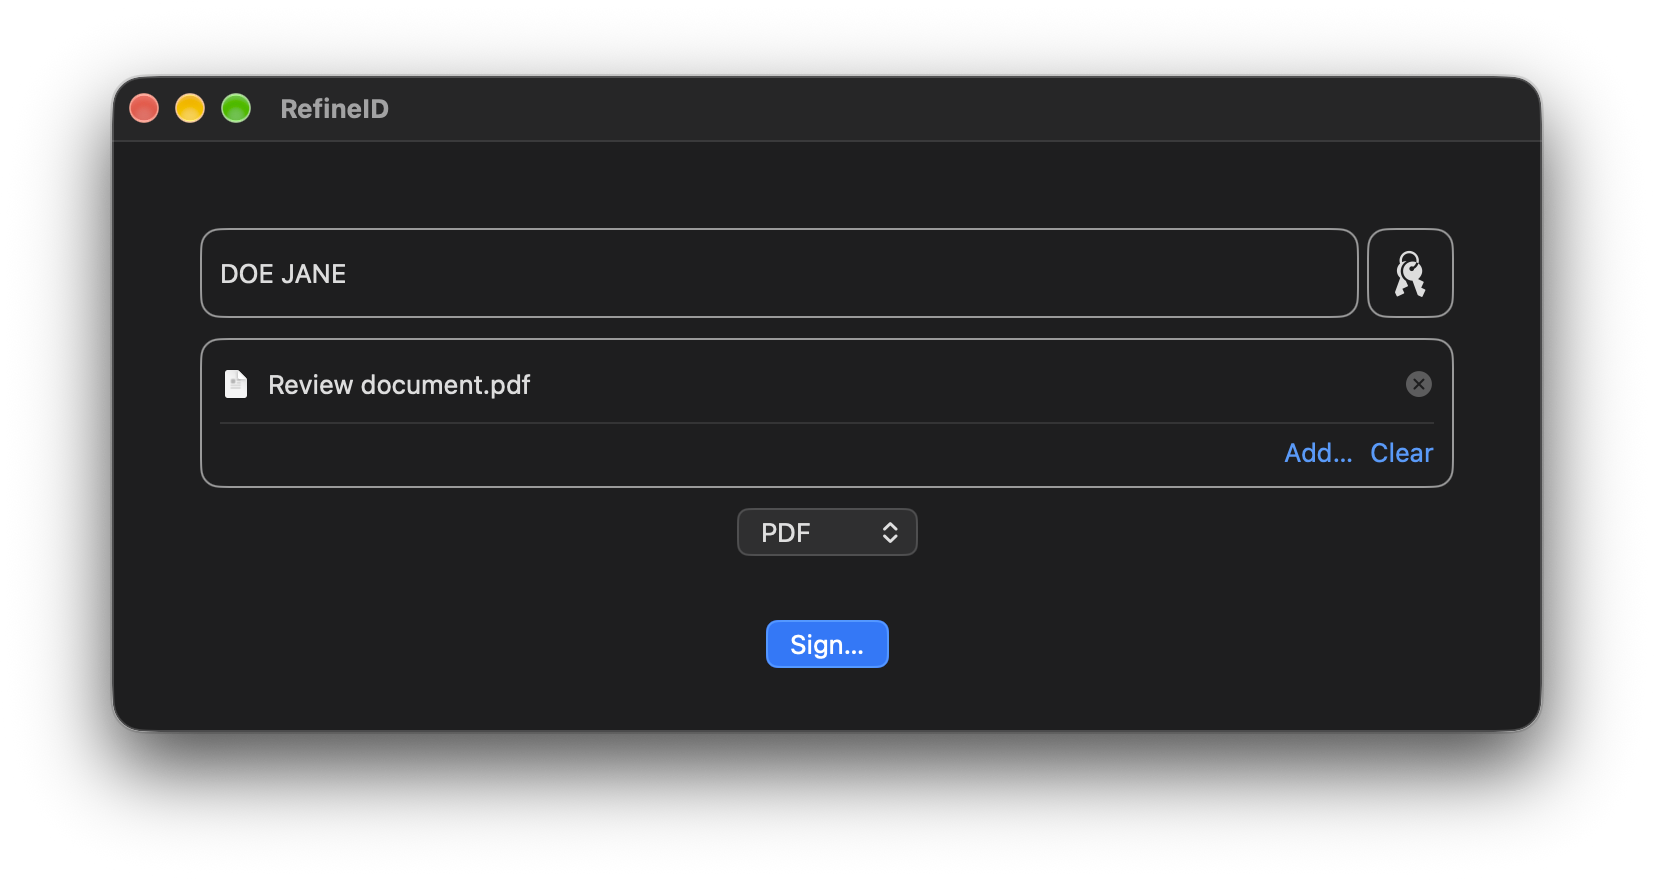 RefineID
DOE JANE
Review document.pdf
Add... Clear
PDF
Sign...